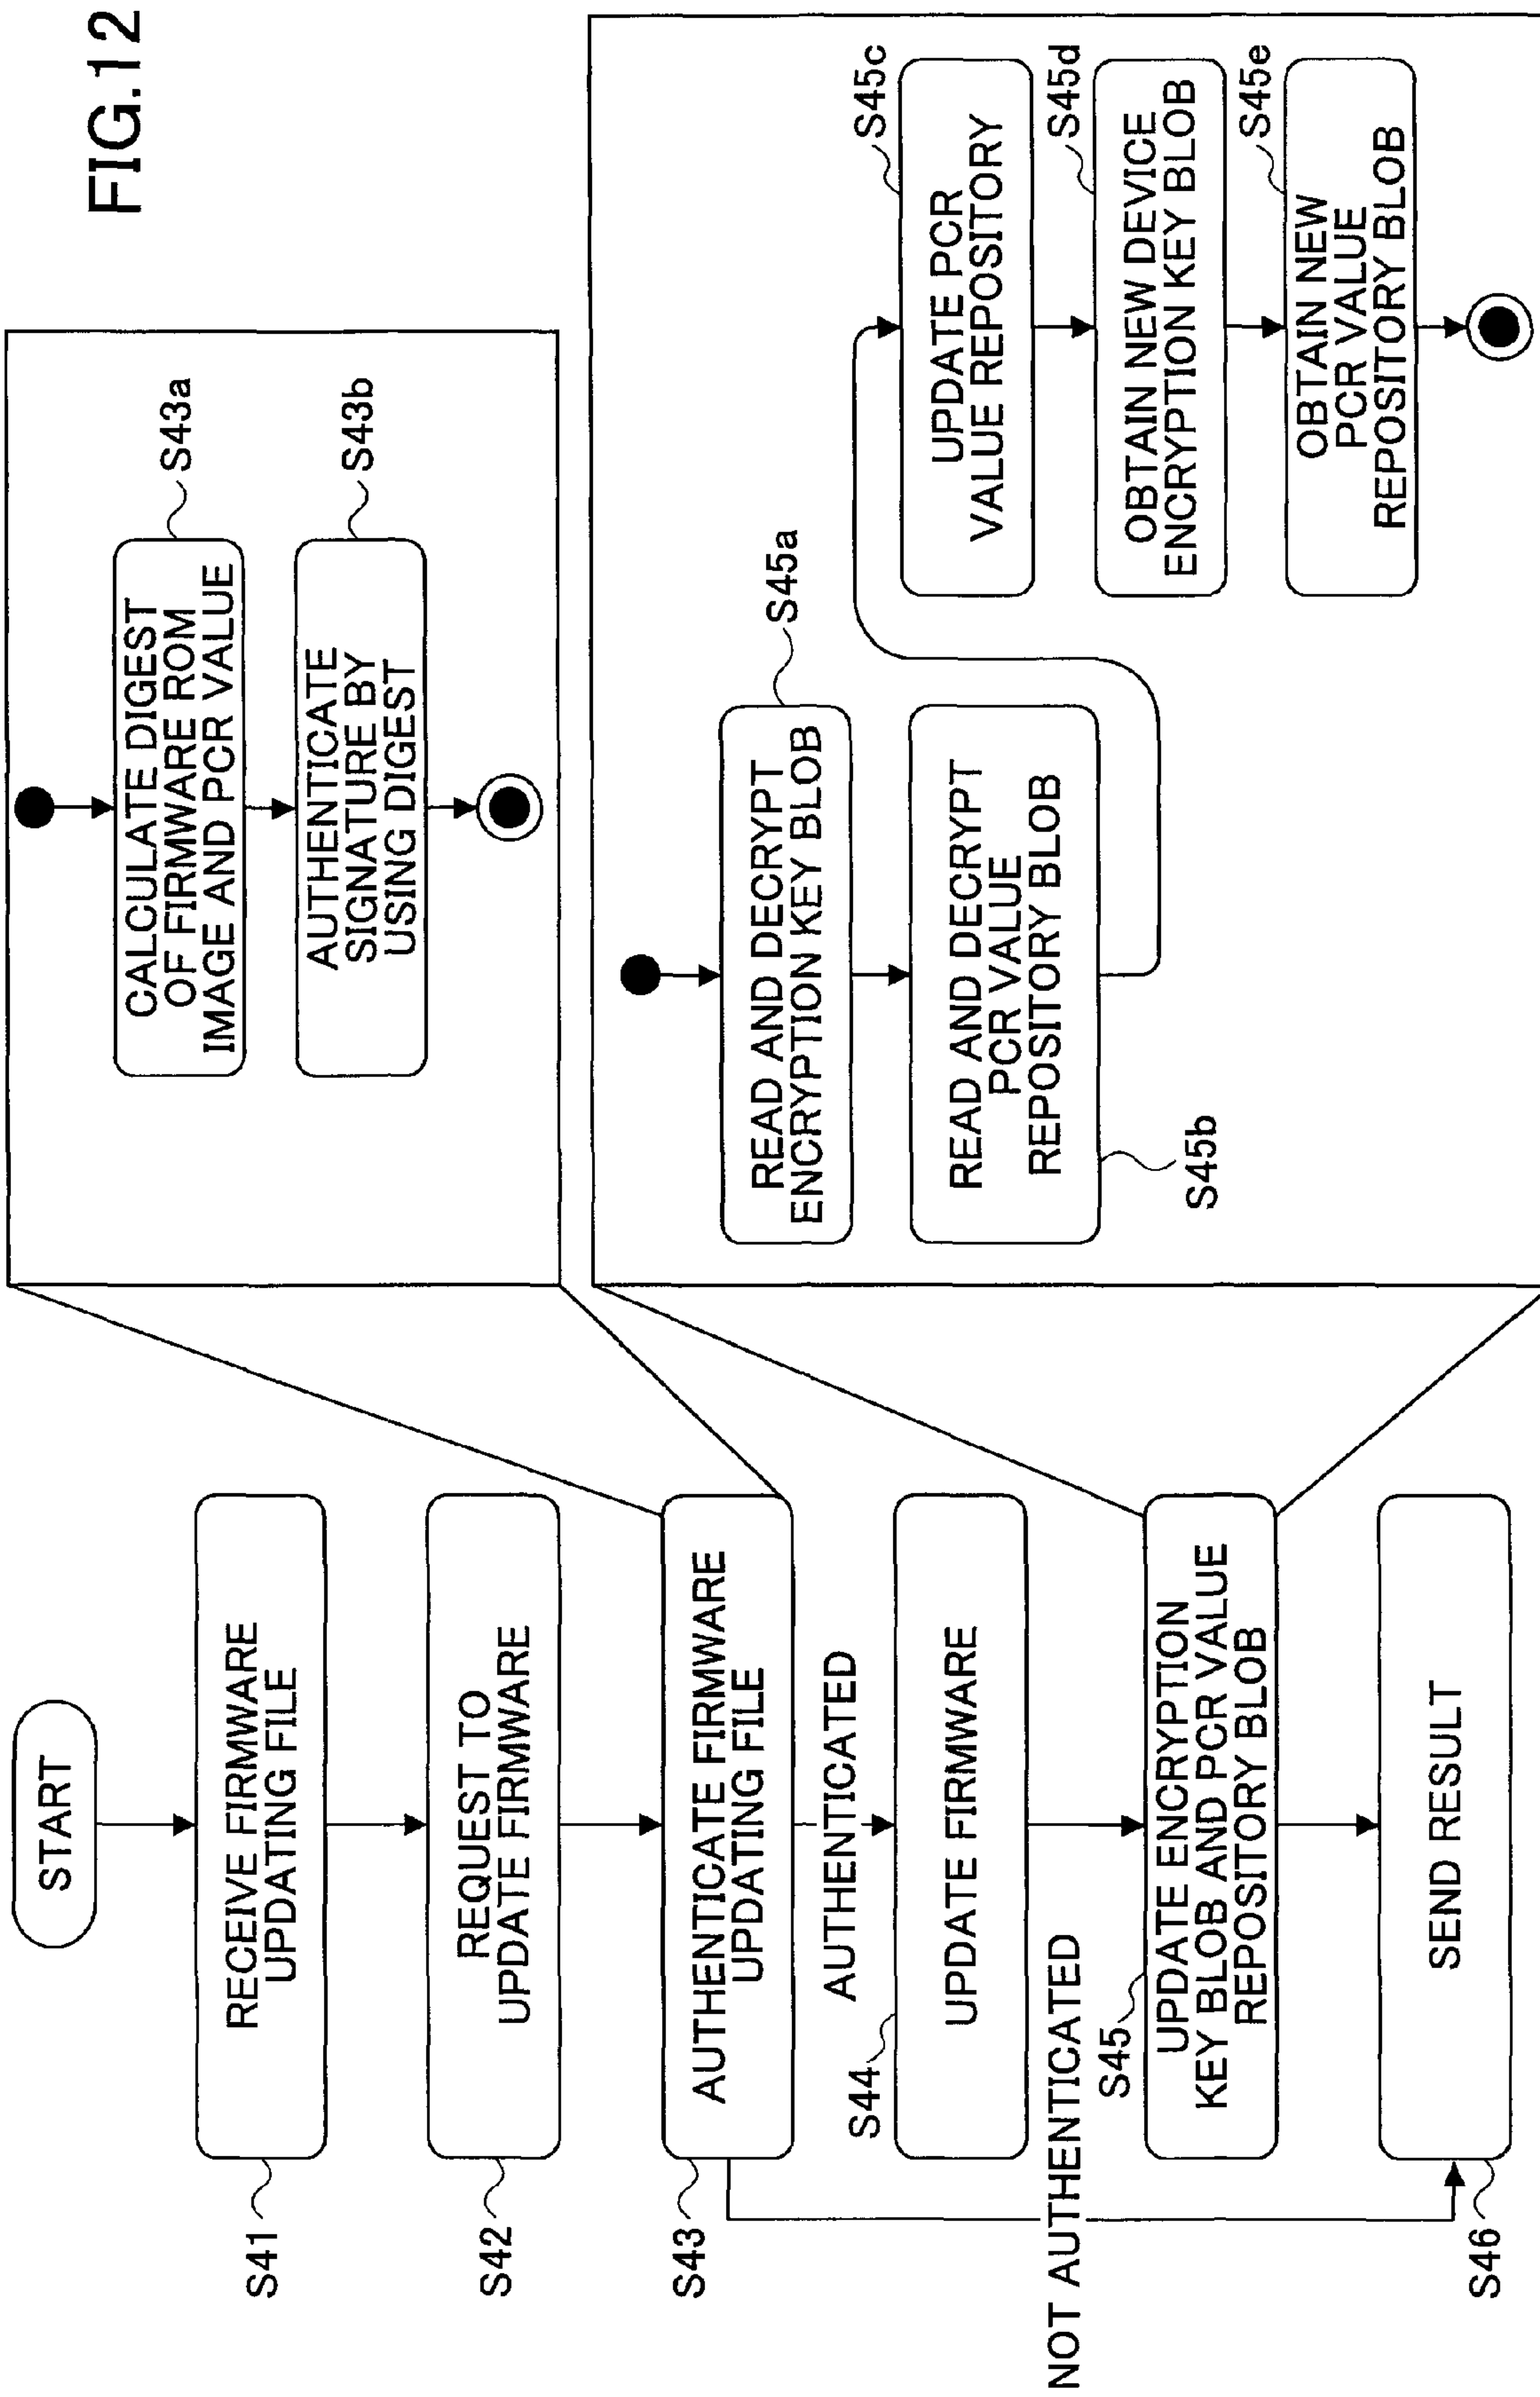 FIG.12
START
RECEIVE FIRMWARE
UPDATING FILE
S41
REQUEST TO
UPDATE FIRMWARE
S42
AUTHENTICATE FIRMWARE
UPDATING FILE
S43
AUTHENTICATED
S44
UPDATE FIRMWARE
NOT AUTHENTICATED
S45
UPDATE ENCRYPTION
KEY BLOB AND PCR VALUE
REPOSITORY BLOB
SEND RESULT
S46
CALCULATE DIGEST
OF FIRMWARE ROM
IMAGE AND PCR VALUE
S43a
AUTHENTICATE
SIGNATURE BY
USING DIGEST
S43b
READ AND DECRYPT
ENCRYPTION KEY BLOB
S45a
READ AND DECRYPT
PCR VALUE
REPOSITORY BLOB
S45b
UPDATE PCR
VALUE REPOSITORY
S45c
OBTAIN NEW DEVICE
ENCRYPTION KEY BLOB
S45d
OBTAIN NEW
PCR VALUE
REPOSITORY BLOB
S45e